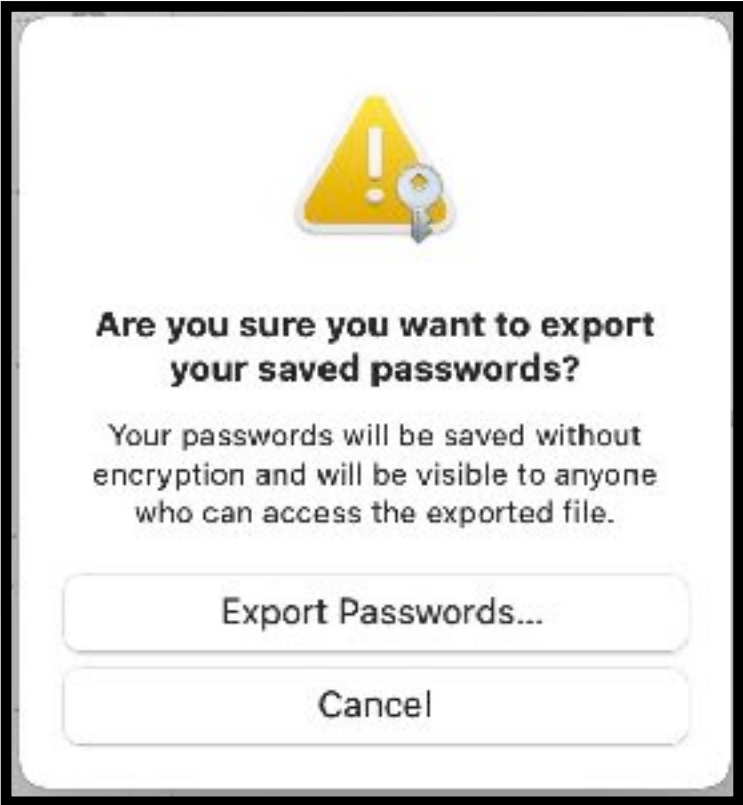 Are you sure you want to export
your saved passwords?
Your passwords will be saved without
encryption and will be visible to anyone
who can access the exported file.
Export Passwords...
Cancel